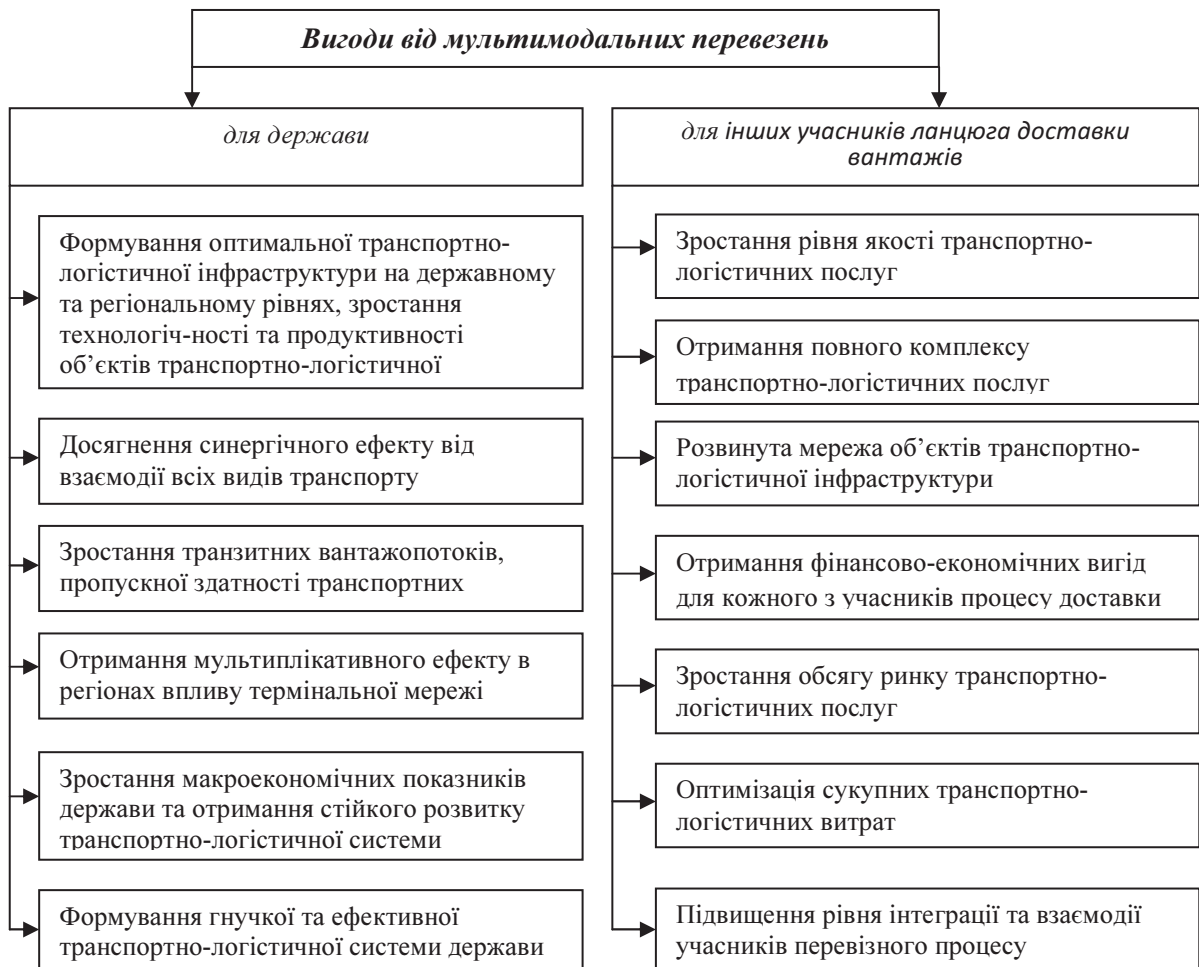 Вигоди від мультимодальних перевезень
для держави
Формування оптимальної транспортно-
логістичної інфраструктури на державному
та регіональному рівнях, зростання
технологіч-ності та продуктивності
об’єктів транспортно-логістичної
Досягнення синергічного ефекту від
взаємодії всіх видів транспорту
Зростання транзитних вантажопотоків,
пропускної здатності транспортних
Отримання мультиплікативного ефекту в
регіонах впливу термінальної мережі
Зростання макроекономічних показників
держави та отримання стійкого розвитку
транспортно-логістичної системи
Формування гнучкої та ефективної
транспортно-логістичної системи держави
для інших учасників ланцюга доставки
вантажів
Зростання рівня якості транспортно-
логістичних послуг
Отримання повного комплексу
транспортно-логістичних послуг
Розвинута мережа об’єктів транспортно-
логістичної інфраструктури
Отримання фінансово-економічних вигід
для кожного з учасників процесу доставки
Зростання обсягу ринку транспортно-
логістичних послуг
Оптимізація сукупних транспортно-
логістичних витрат
Підвищення рівня інтеграції та взаємодії
учасників перевізного процесу